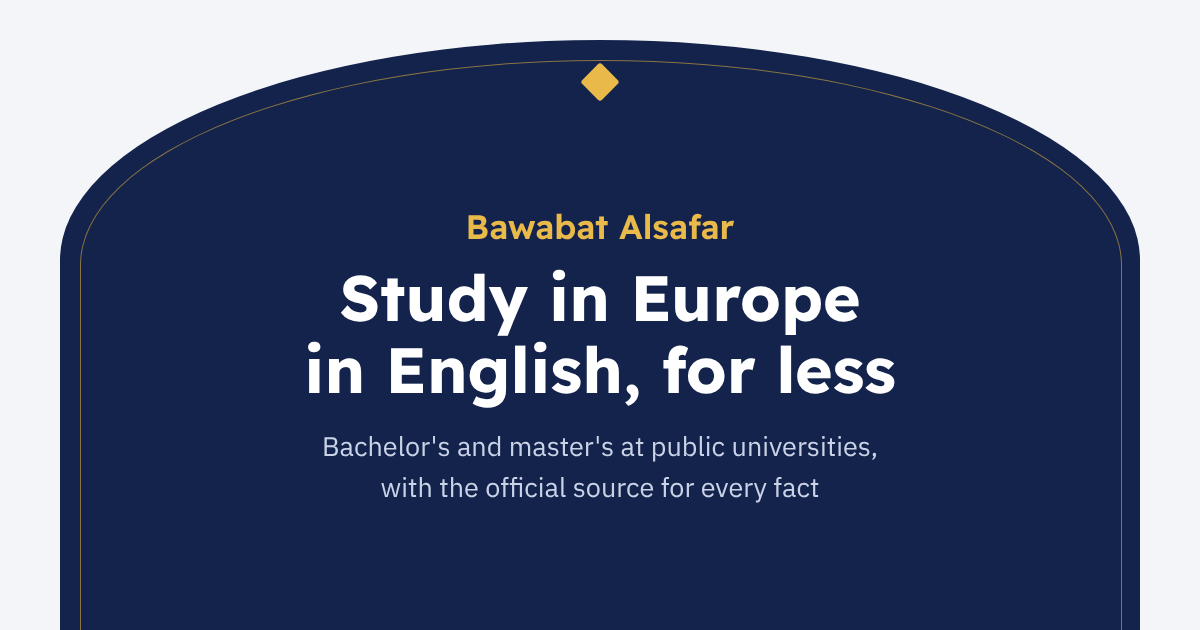 Bawabat Alsafar
Study in Europe
in English, for less
Bachelor's and master's at public universities,
with the official source for every fact